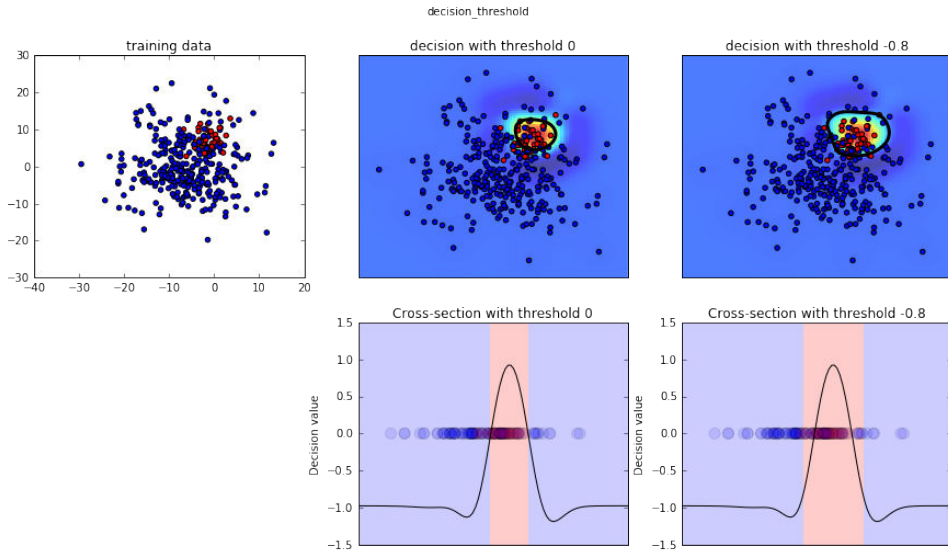 decision_threshold
training data
30
20
10
0
−10
−20
−30
−40 −30 −20 −10 0 10 20
decision with threshold 0
decision with threshold -0.8
Cross-section with threshold 0
Decision value
1.5
1.0
0.5
0.0
−0.5
−1.0
−1.5
Cross-section with threshold -0.8
Decision value
1.5
1.0
0.5
0.0
−0.5
−1.0
−1.5